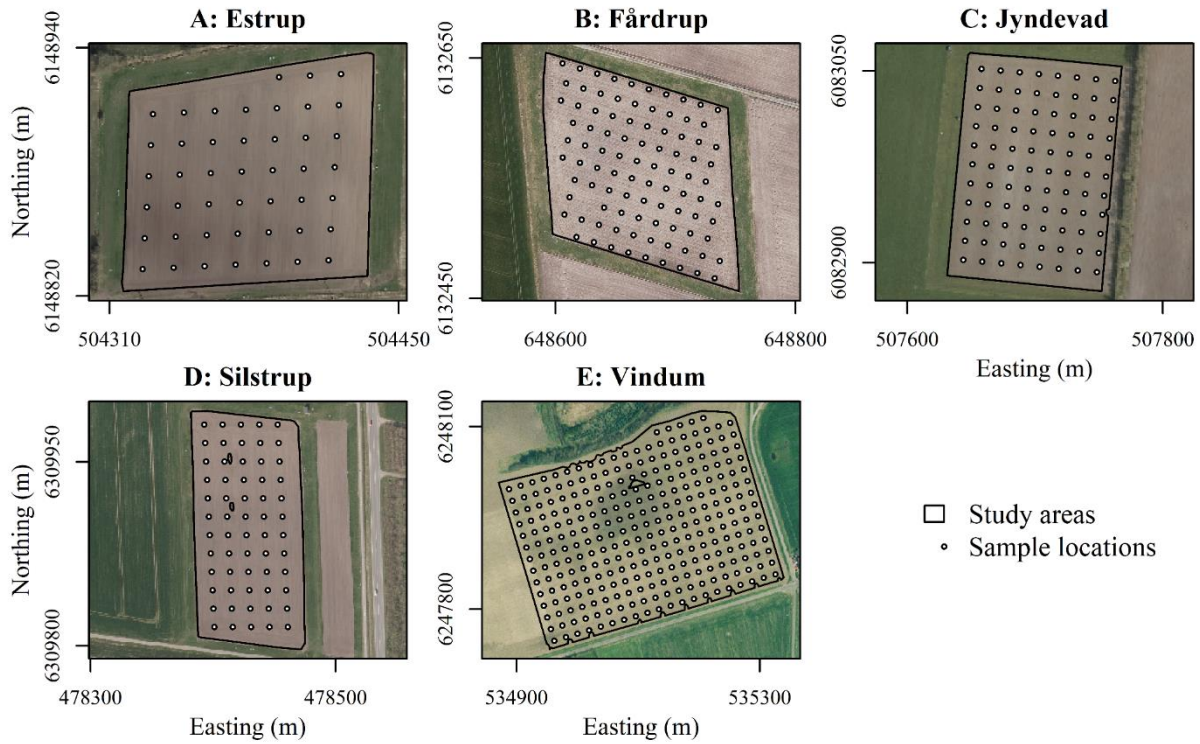 A: Estrup
B: Fårdrup
C: Jyndevad
Northing (m)
6148940
6148820
504310
504450
6132650
6132450
648600
648800
6083050
6082900
507600
507800
Easting (m)
D: Silstrup
E: Vindum
Northing (m)
6309950
6309800
478300
478500
Easting (m)
6248100
6247800
534900
535300
Easting (m)
Study areas
Sample locations